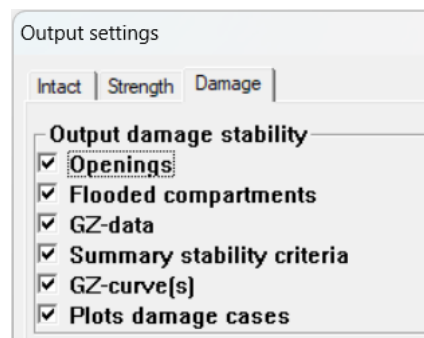 Output settings
Intact Strength Damage
Output damage stability
Openings
Flooded compartments
GZ-data
Summary stability criteria
GZ-curve(s)
Plots damage cases